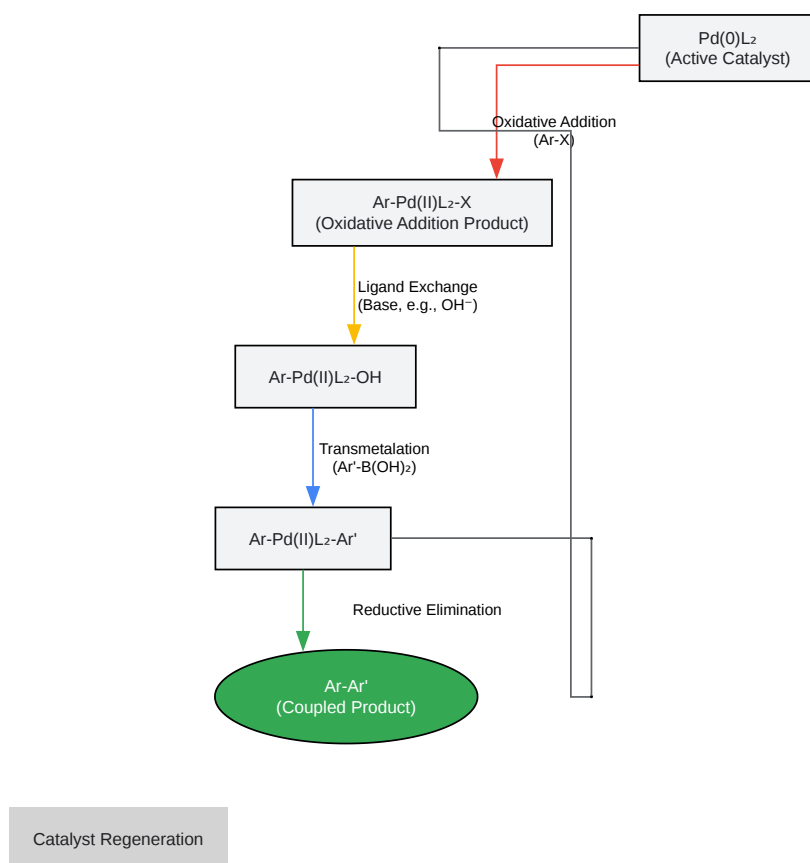 Pd(0)L₂
(Active Catalyst)
Oxidative Addition
(Ar-X)
Ar-Pd(II)L₂-X
(Oxidative Addition Product)
Ligand Exchange
(Base, e.g., OH⁻)
Ar-Pd(II)L₂-OH
Transmetalation
(Ar'-B(OH)₂)
Ar-Pd(II)L₂-Ar'
Reductive Elimination
Ar-Ar'
(Coupled Product)
Catalyst Regeneration